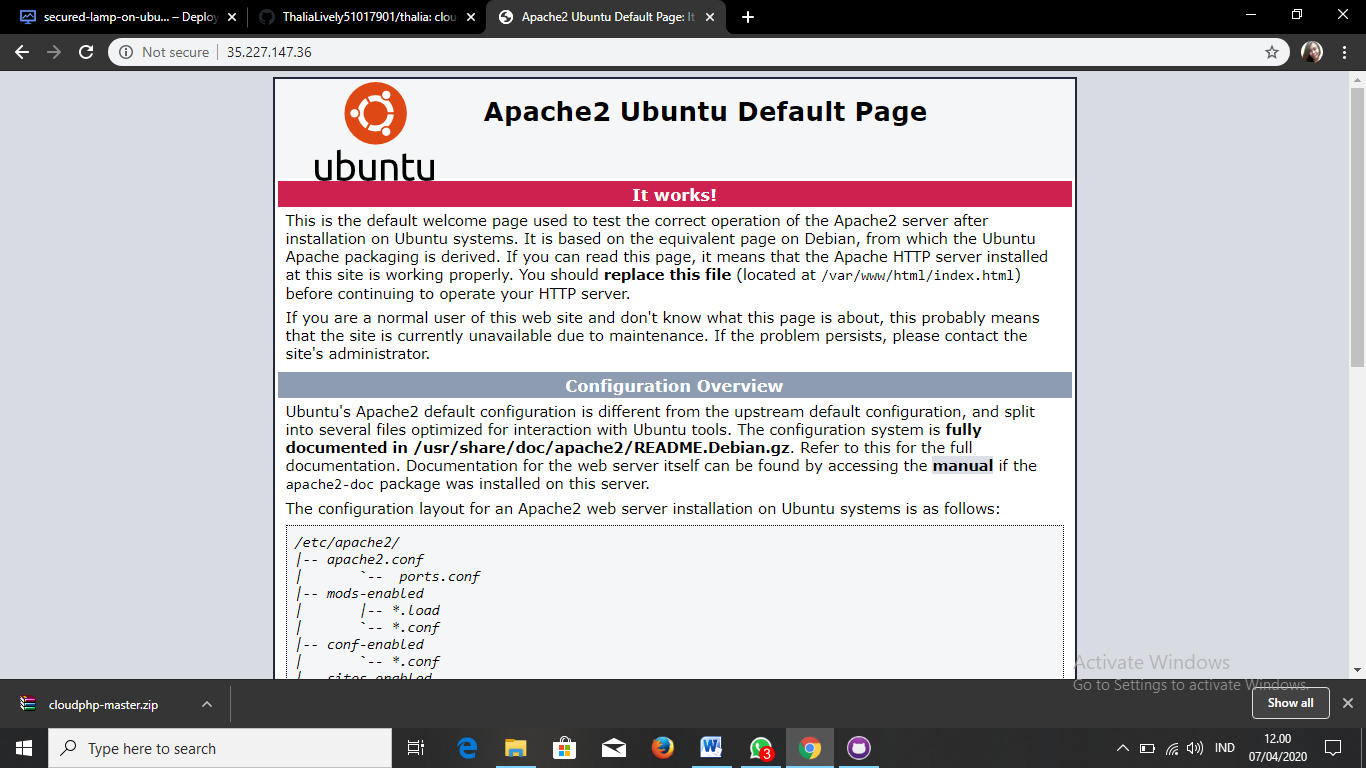 secured-lamp-on-ubu... – Deploy
ThaliaLively51017901/thalia: clou
Apache2 Ubuntu Default Page: It
Not secure
35.227.147.36
ubuntu
Apache2 Ubuntu Default Page
It works!
This is the default welcome page used to test the correct operation of the Apache2 server after
installation on Ubuntu systems. It is based on the equivalent page on Debian, from which the Ubuntu
Apache packaging is derived. If you can read this page, it means that the Apache HTTP server installed
at this site is working properly. You should replace this file (located at /var/www/html/index.html)
before continuing to operate your HTTP server.
If you are a normal user of this web site and don't know what this page is about, this probably means
that the site is currently unavailable due to maintenance. If the problem persists, please contact the
site's administrator.
Configuration Overview
Ubuntu's Apache2 default configuration is different from the upstream default configuration, and split
into several files optimized for interaction with Ubuntu tools. The configuration system is fully
documented in /usr/share/doc/apache2/README.Debian.gz. Refer to this for the full
documentation. Documentation for the web server itself can be found by accessing the manual if the
apache2-doc package was installed on this server.
The configuration layout for an Apache2 web server installation on Ubuntu systems is as follows:
/etc/apache2/
|-- apache2.conf
|       `--  ports.conf
|-- mods-enabled
|       |-- *.load
|       `-- *.conf
|-- conf-enabled
|       `-- *.conf
|-- sites-enabled
Activate Windows
Go to Settings to activate Windows.
cloudphp-master.zip
Show all
Type here to search
3
IND
12.00
07/04/2020